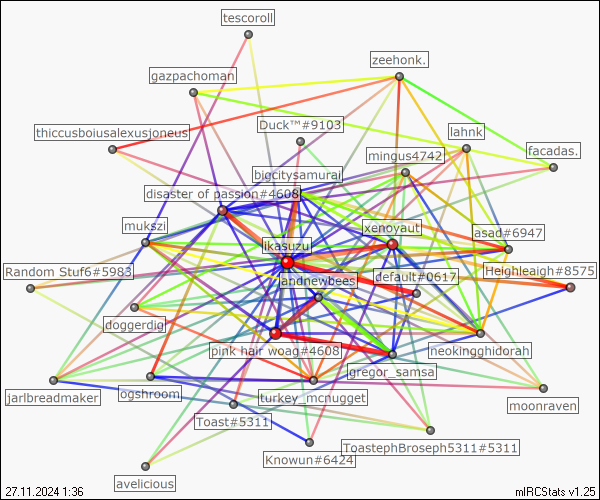 tescoroll
zeehonk.
gazpachoman
Duck™#9103
thiccusboiusalexusjoneus
lahnk
mingus4742
facadas.
bigcitysamurai
disaster of passion#4608
mukszi
xenoyaut
asad#6947
ikasuzu
Random Stuf6#5983
andnewbees
default#0617
Heighleaigh#8575
doggerdig
pink hair woag#4608
neokingghidorah
gregor_samsa
jarlbreadmaker
ogshroom
turkey_mcnugget
moonraven
Toast#5311
Knowun#6424
ToastephBroseph5311#5311
avelicious
27.11.2024 1:36
mIRCStats v1.25